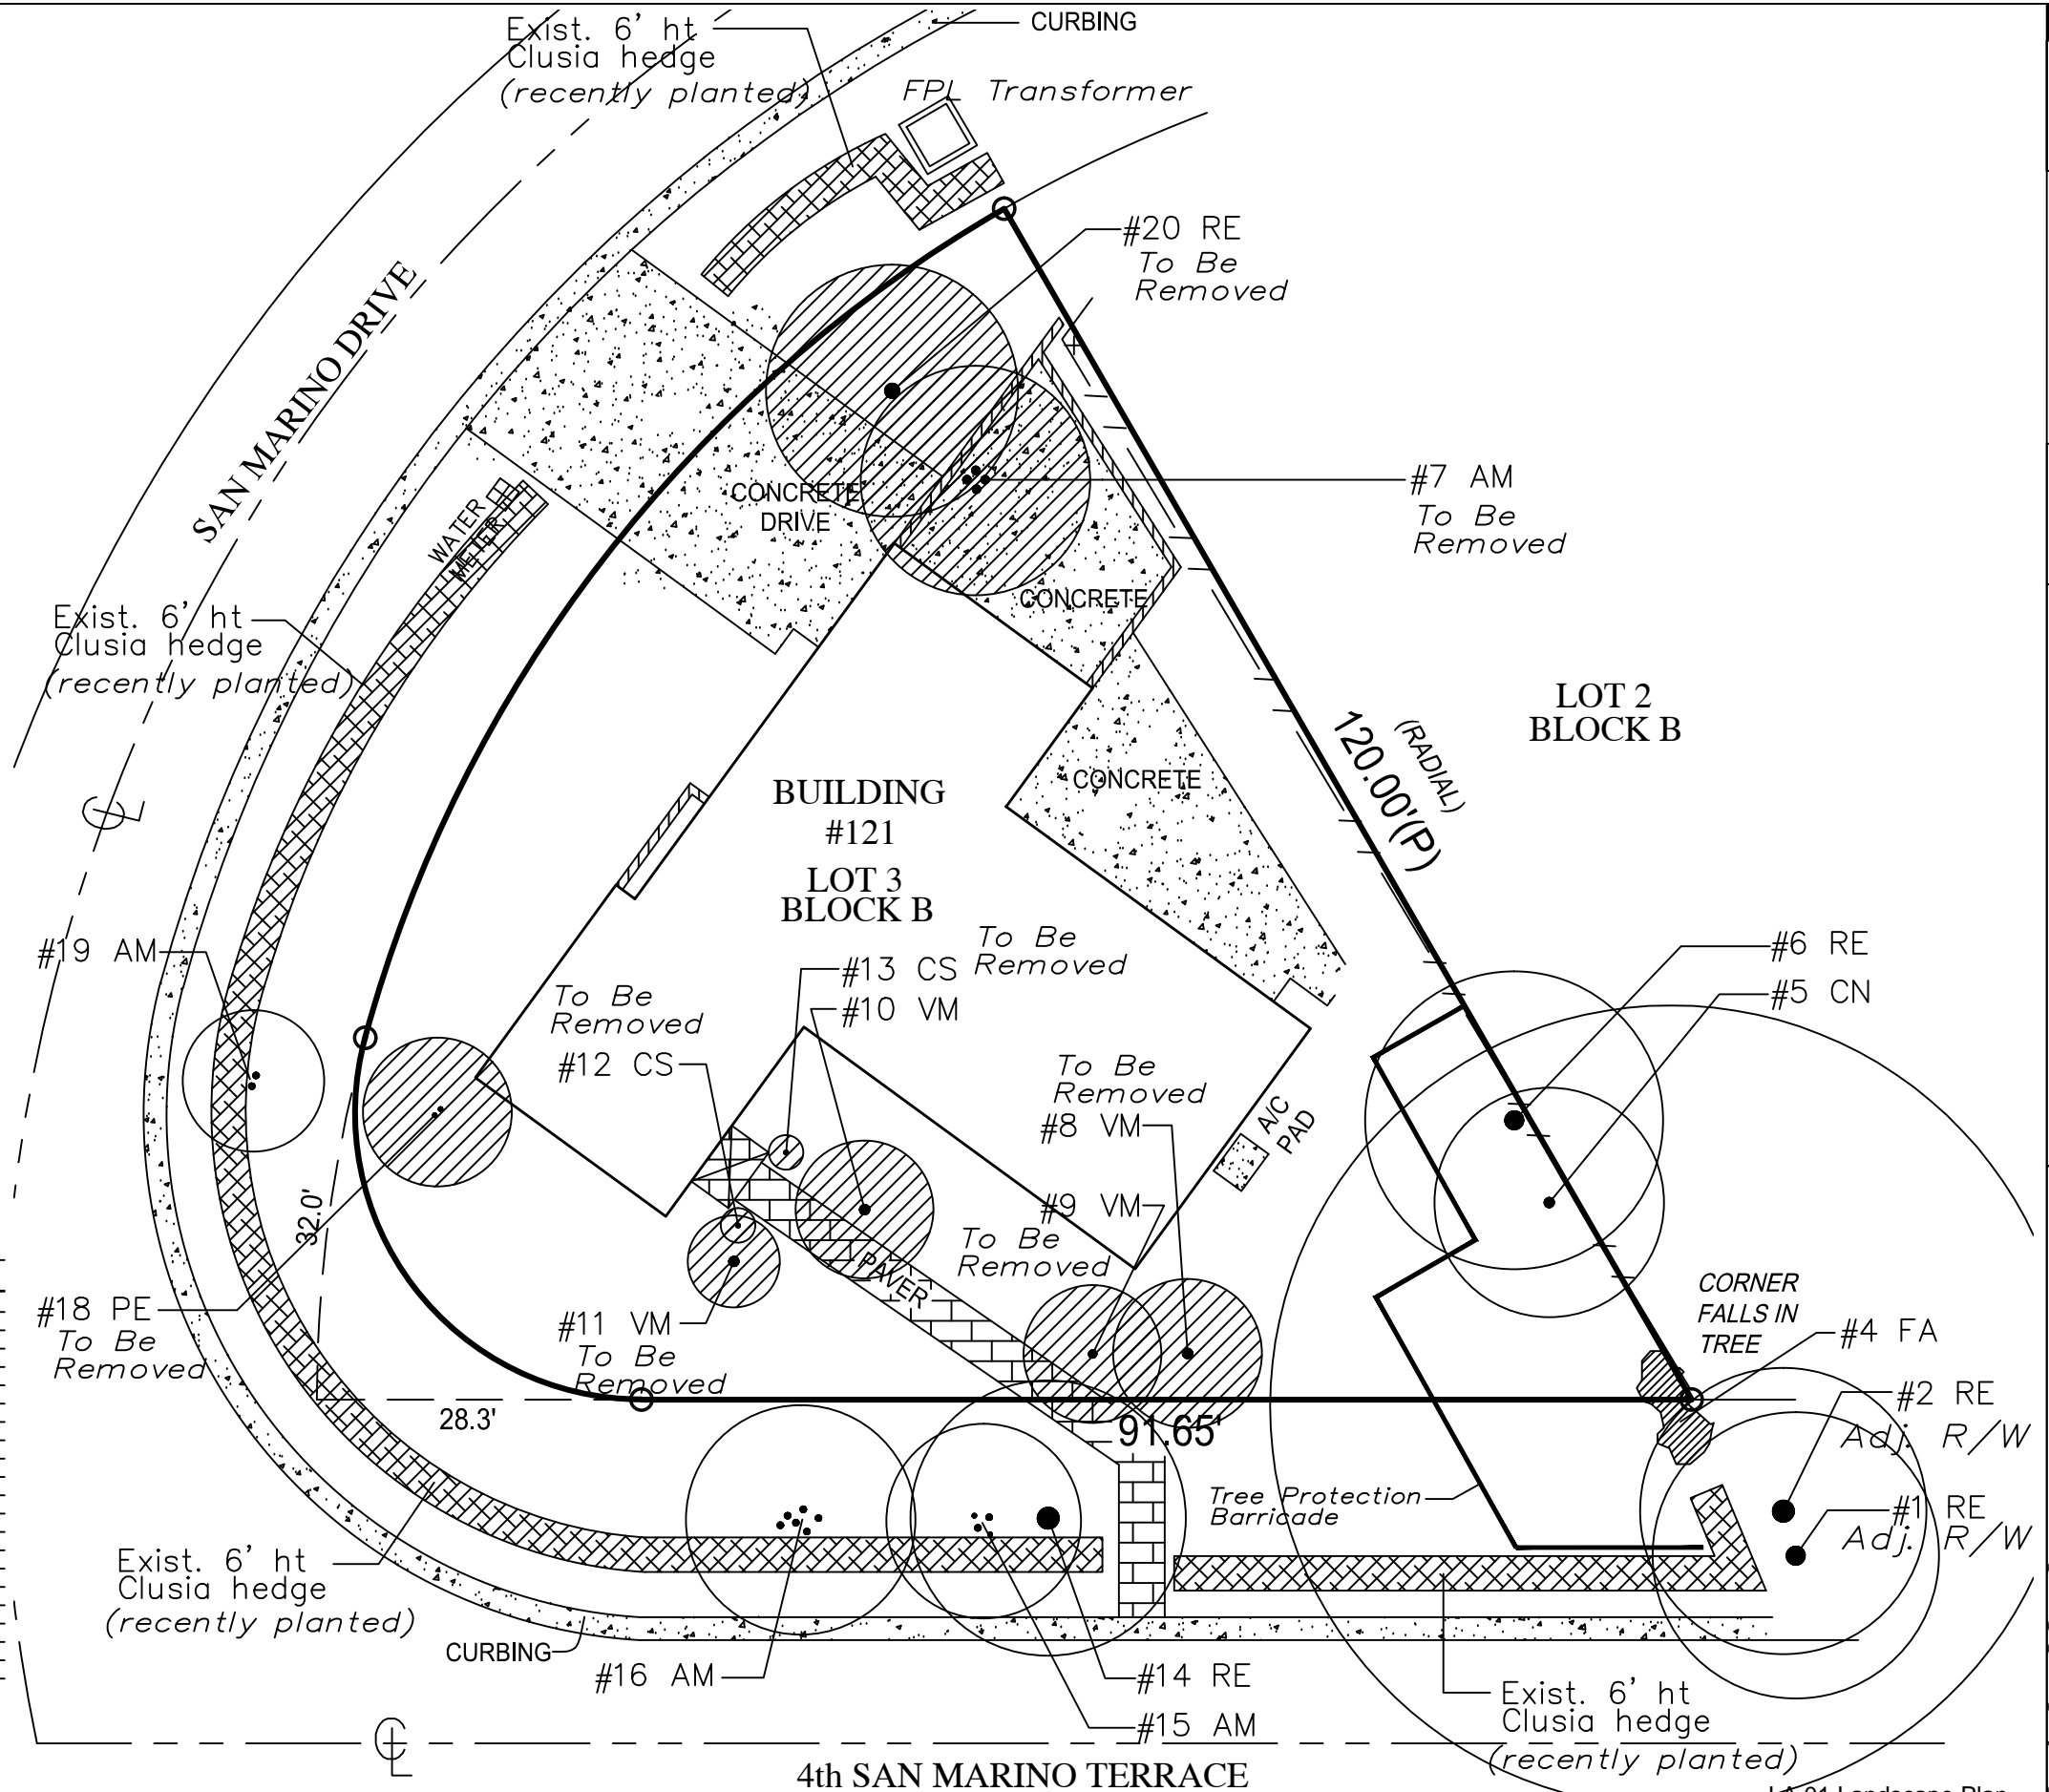 Exist. 6' ht
Clusia hedge
(recently planted)
CURBING
FPL Transformer
#20 RE
To Be
Removed
SAN MARINO DRIVE
#7 AM
To Be
Removed
CONCRETE
DRIVE
WATER
METER
CONCRETE
Exist. 6' ht
Clusia hedge
(recently planted)
LOT 2
BLOCK B
(RADIAL)
120.00'(P)
CONCRETE
BUILDING
#121
LOT 3
BLOCK B
#19 AM
To Be
Removed
#13 CS
#10 VM
To Be
Removed
#12 CS
#6 RE
#5 CN
To Be
Removed
#8 VM
A/C
PAD
#9 VM
To Be
Removed
32.0'
PAVER
#18 PE
To Be
Removed
#11 VM
To Be
Removed
CORNER
FALLS IN
TREE
#4 FA
#2 RE
Adj. R/W
28.3'
91.65'
Tree Protection
Barricade
#1 RE
Adj. R/W
Exist. 6' ht
Clusia hedge
(recently planted)
CURBING
#16 AM
#14 RE
#15 AM
Exist. 6' ht
Clusia hedge
(recently planted)
4th SAN MARINO TERRACE